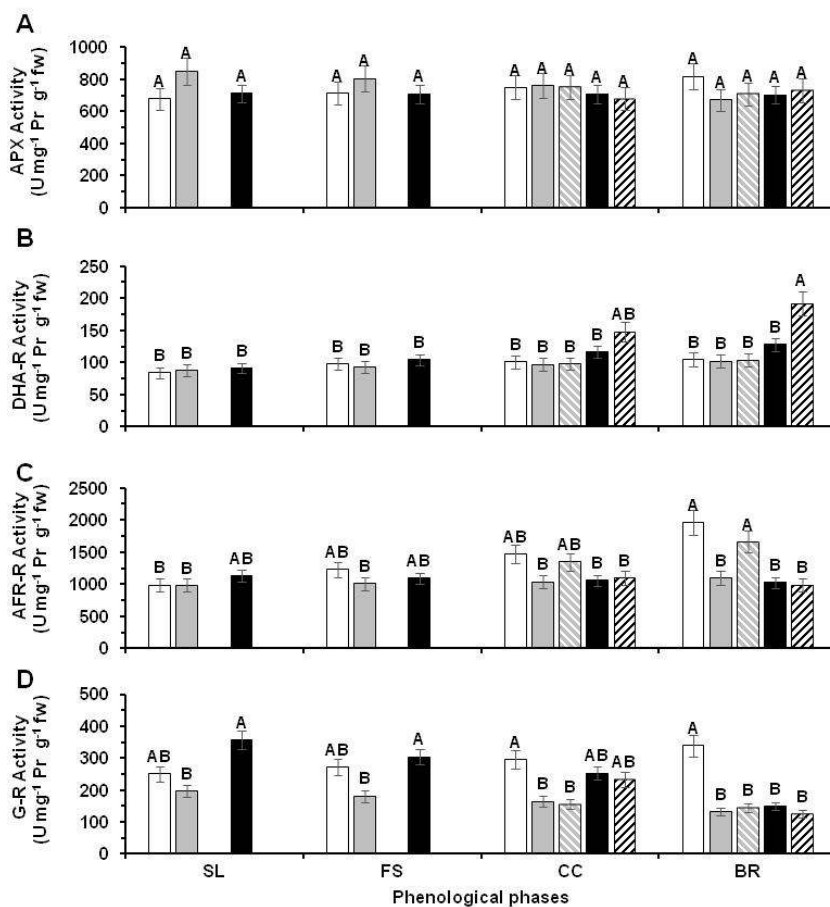 A
APX Activity
(U mg-1 Pr g-1 fw)
1000
800
600
400
200
0
A A A A A A A A A A A A A A A A
B
DHA-R Activity
(U mg-1 Pr g-1 fw)
250
200
150
100
50
0
B B B B B B B B B B AB B B B B A
C
AFR-R Activity
(U mg-1 Pr g-1 fw)
2500
2000
1500
1000
500
0
B B AB AB B AB AB B AB B B A B A B B
D
G-R Activity
(U mg-1 Pr g-1 fw)
500
400
300
200
100
0
AB B A AB B A A B B AB AB A B B B B
SL FS CC BR
Phenological phases